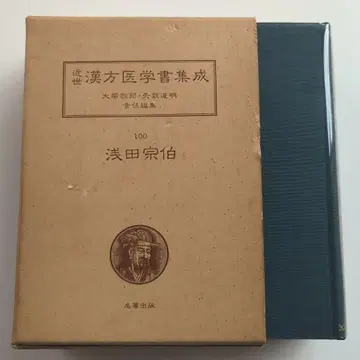 近世 漢方医学書集成
大塚敬節・矢数道明
責任編集
100
浅田宗伯
名著出版